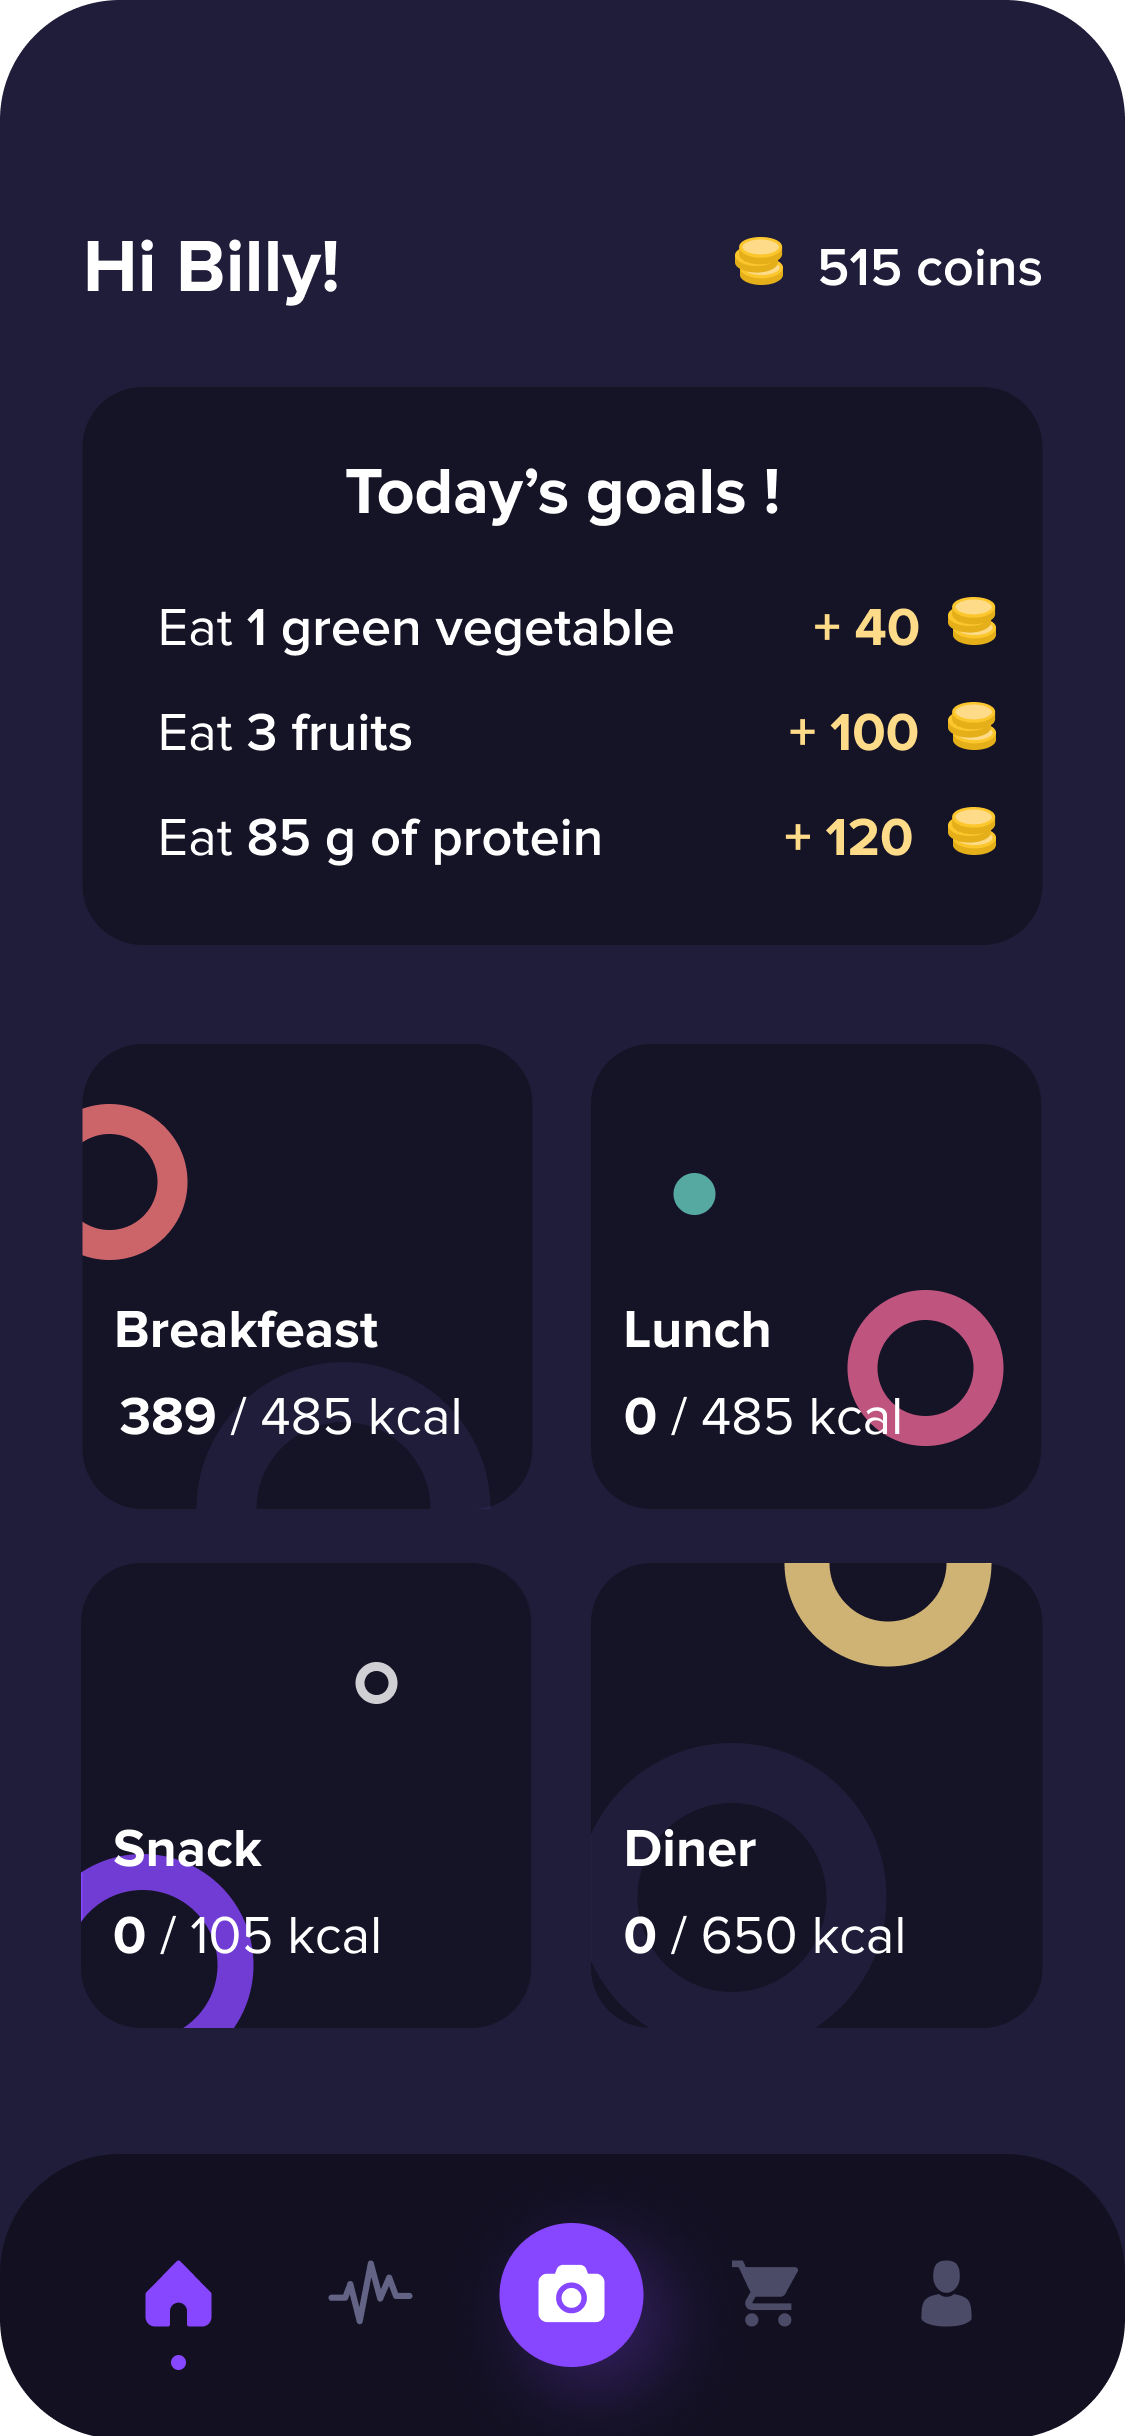 Hi Billy!
515 coins
Today’s goals !
Eat 1 green vegetable + 40
Eat 3 fruits + 100
Eat 85 g of protein + 120
Breakfeast
389 / 485 kcal
Lunch
0 / 485 kcal
Snack
0 / 105 kcal
Diner
0 / 650 kcal